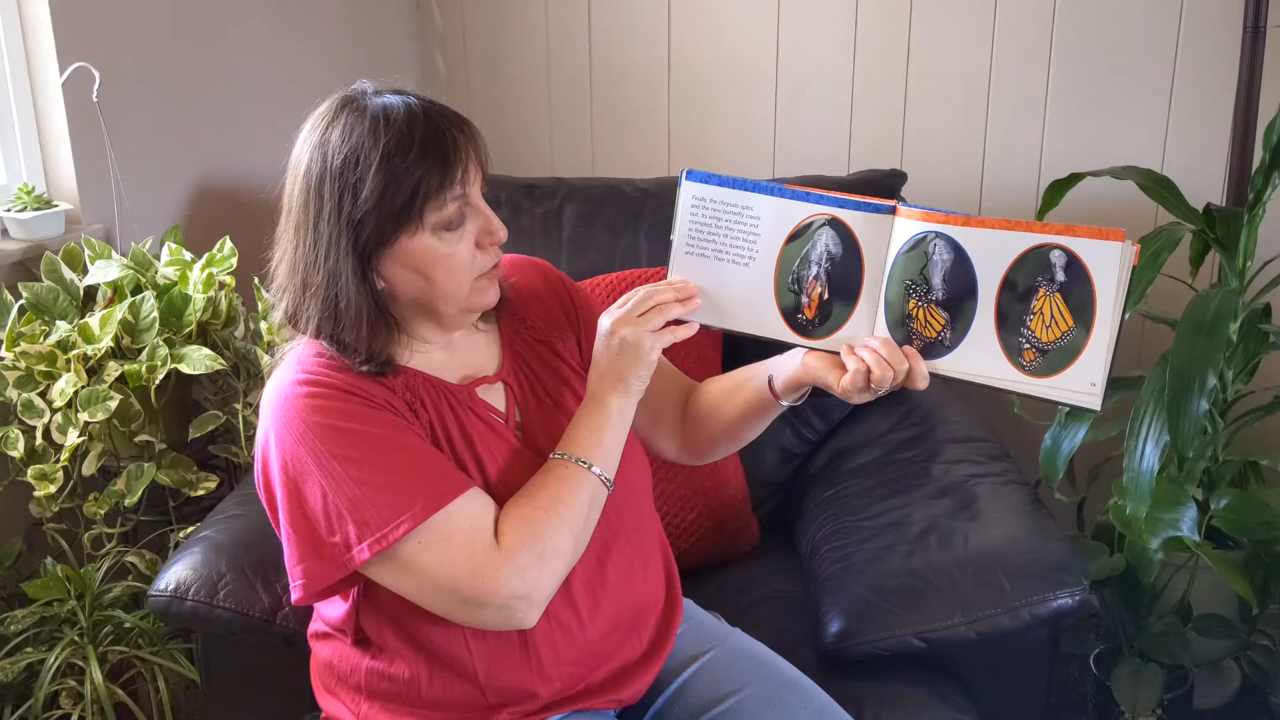 Finally, the chrysalis splits,
and the new butterfly crawls
out. Its wings are damp and
crumpled, but they straighten
as they slowly fill with blood.
The butterfly sits quietly for a
few hours while its wings dry
and stiffen. Then it flies off.
15